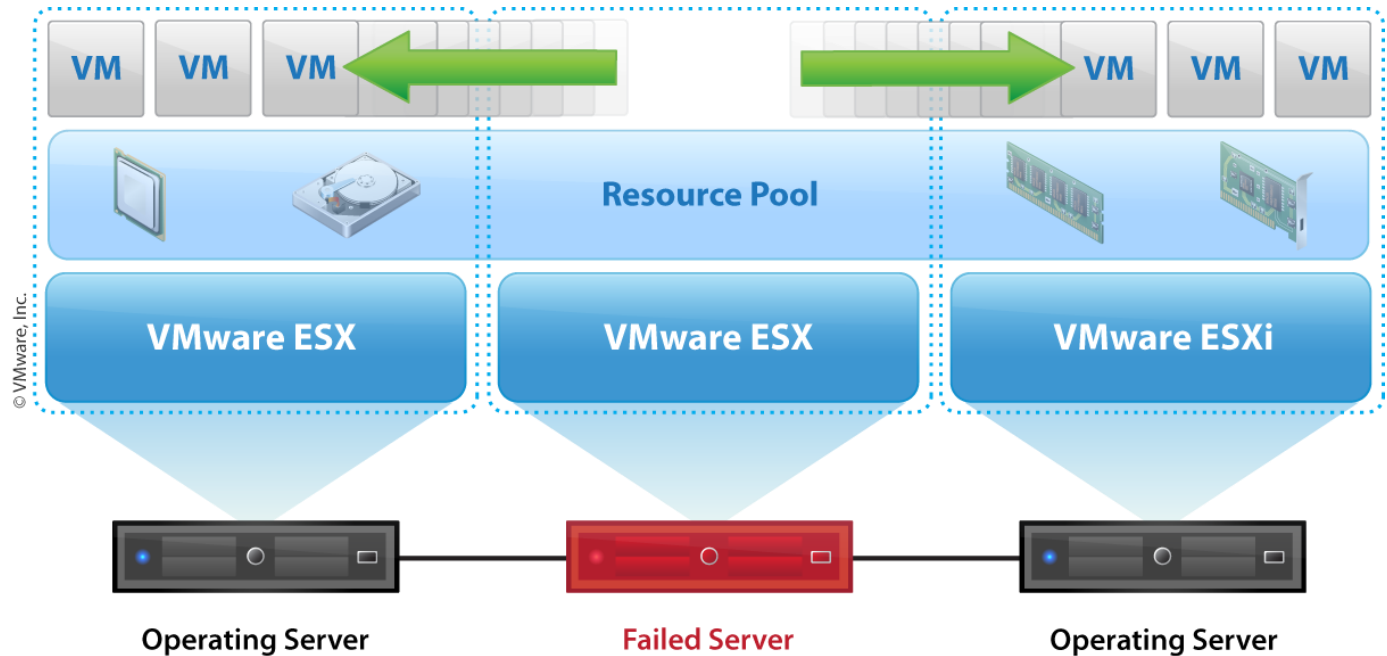 VM VM VM VM VM VM
Resource Pool
VMware ESX VMware ESX VMware ESXi
© VMware, Inc.
Operating Server Failed Server Operating Server